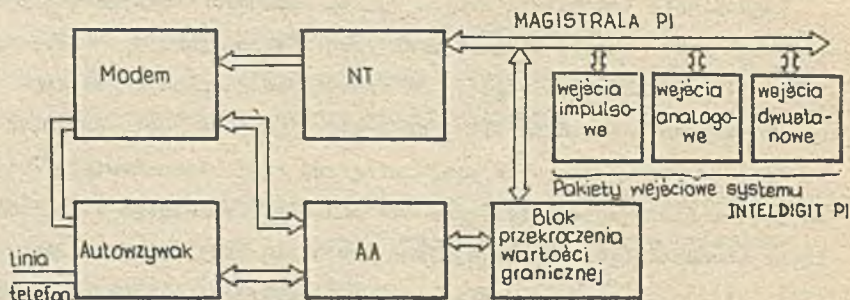 MAGISTRALA PI
Modem
NT
wejścia
impulso-
we
wejścia
analogo-
we
wejścia
dwusta-
nowe
Pakiety wejściowe systemu
INTELDIGIT PI
Autowzywak
AA
Blok
przekroczenia
wartości
granicznej
linia
telefon